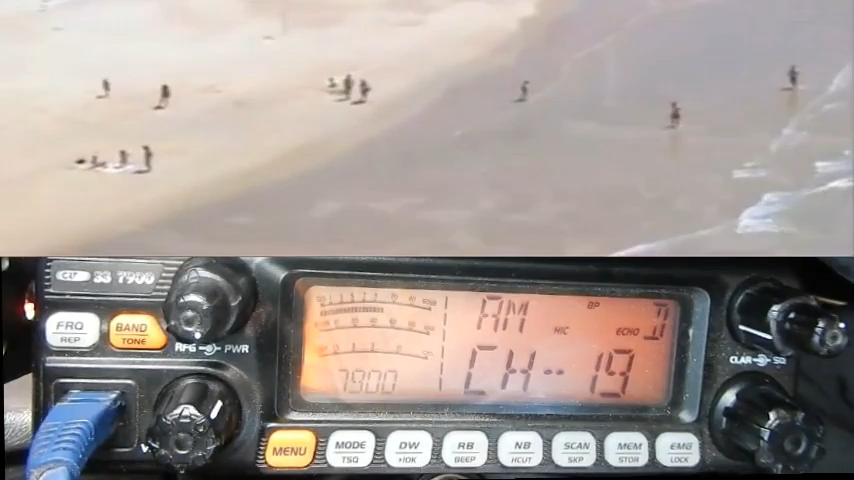 CRT SS 7900
FRQ
REP
BAND
TONE
RFG PWR
AM
BP
MIC
ECHO
D
CH--19
7900
CLAR SQ
MENU
MODE
TSQ
DW
+10K
RB
BEEP
NB
HCUT
SCAN
SKP
MEM
STOR
EMG
LOCK